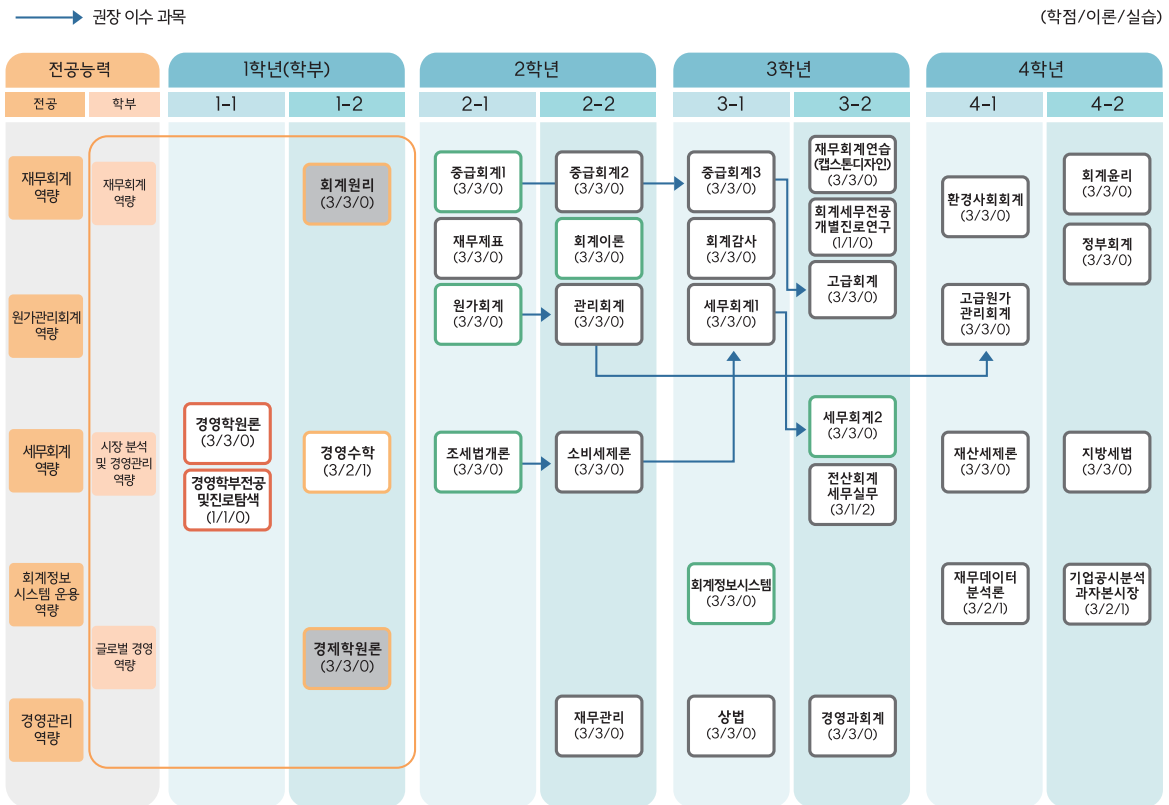 권장 이수 과목
(학점/이론/실습)
전공능력
1학년(학부)
2학년
3학년
4학년
전공
학부
1-1
1-2
2-1
2-2
3-1
3-2
4-1
4-2
재무회계
역량
원가관리회계
역량
세무회계
역량
회계정보
시스템 운용
역량
경영관리
역량
재무회계
역량
시장 분석
및 경영관리
역량
글로벌 경영
역량
경영학원론
(3/3/0)
경영학부전공
및진로탐색
(1/1/0)
회계원리
(3/3/0)
경영수학
(3/2/1)
경제학원론
(3/3/0)
중급회계1
(3/3/0)
재무제표
(3/3/0)
원가회계
(3/3/0)
조세법개론
(3/3/0)
중급회계2
(3/3/0)
회계이론
(3/3/0)
관리회계
(3/3/0)
소비세제론
(3/3/0)
재무관리
(3/3/0)
중급회계3
(3/3/0)
회계감사
(3/3/0)
세무회계1
(3/3/0)
회계정보시스템
(3/3/0)
상법
(3/3/0)
재무회계연습
(캡스톤디자인)
(3/3/0)
회계세무전공
개별진로연구
(1/1/0)
고급회계
(3/3/0)
세무회계2
(3/3/0)
전산회계
세무실무
(3/1/2)
경영과회계
(3/3/0)
환경사회회계
(3/3/0)
고급원가
관리회계
(3/3/0)
재산세제론
(3/3/0)
재무데이터
분석론
(3/2/1)
회계윤리
(3/3/0)
정부회계
(3/3/0)
지방세법
(3/3/0)
기업공시분석
과자본시장
(3/2/1)